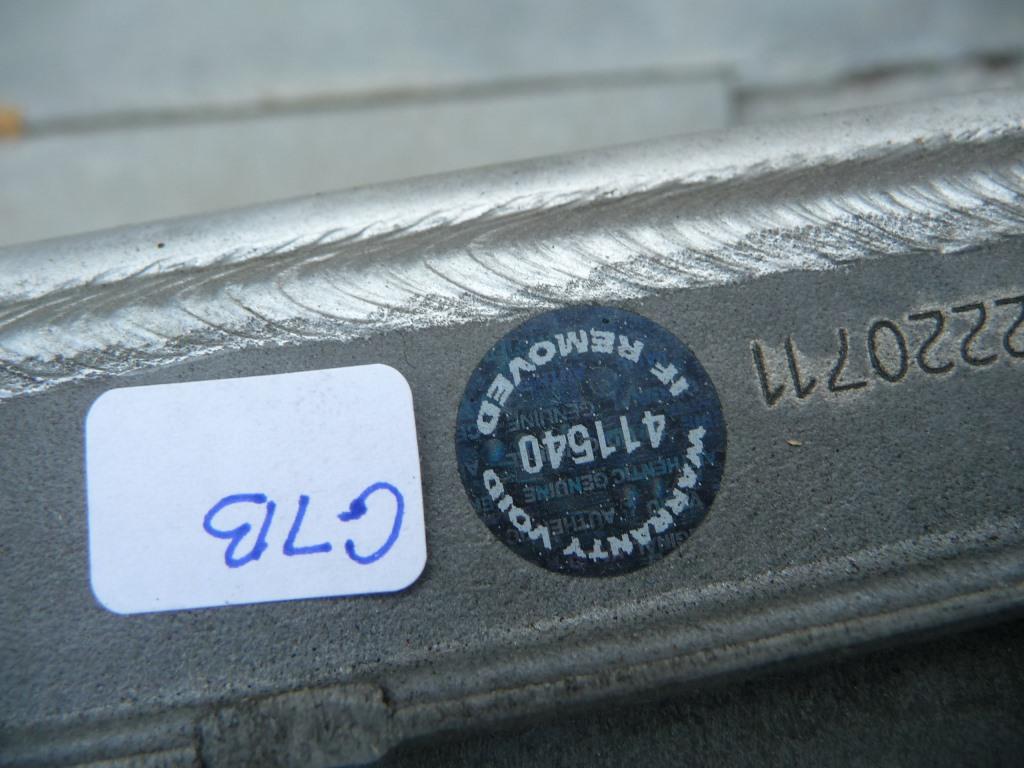 2220711
WARRANTY VOID
411540
IF REMOVED
G7B